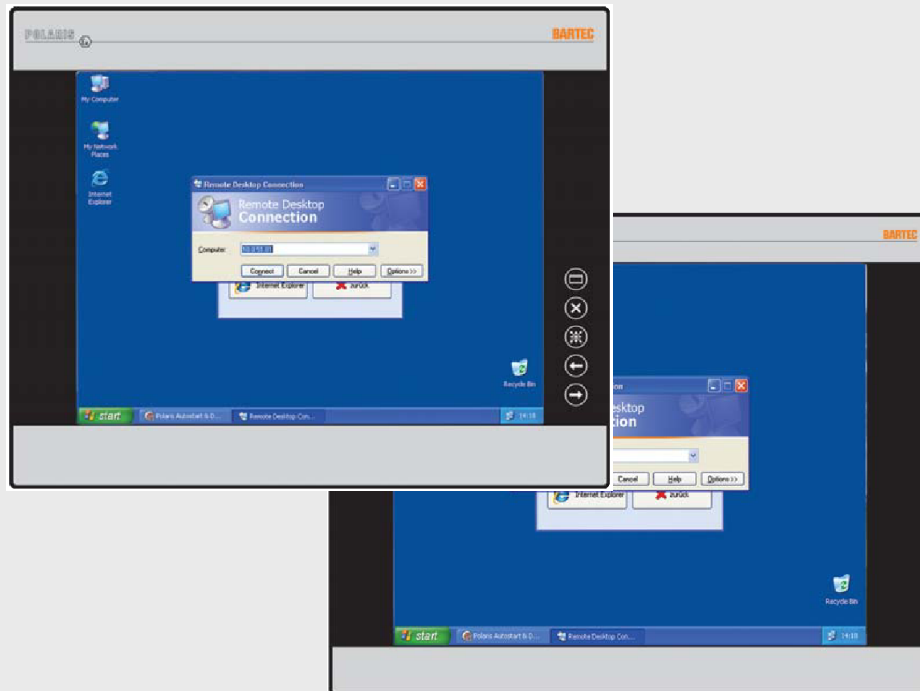 POLARIS
BARTEC
My Computer
My Network
Places
Internet
Explorer
Remote Desktop Connection
Remote Desktop
Connection
Computer:
Connect Cancel Help Options >>
Internet Explorer zurück
Recycle Bin
start Polaris Autostart & D... Remote Desktop Con... 14:18
BARTEC
Cancel Help Options >>
Internet Explorer zurück
Recycle Bin
start Polaris Autostart & D... Remote Desktop Con... 14:18